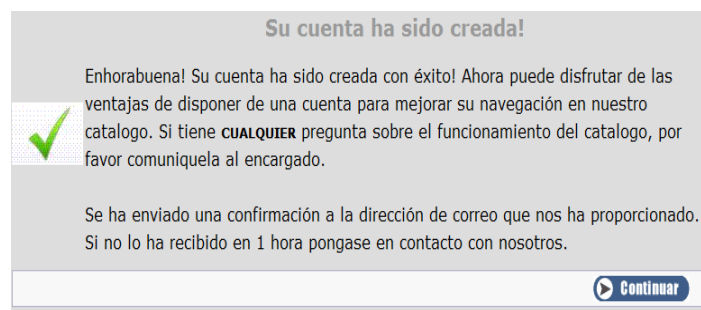 Su cuenta ha sido creada!
Enhorabuena! Su cuenta ha sido creada con éxito! Ahora puede disfrutar de las
ventajas de disponer de una cuenta para mejorar su navegación en nuestro
catalogo. Si tiene CUALQUIER pregunta sobre el funcionamiento del catalogo, por
favor comuniquela al encargado.
Se ha enviado una confirmación a la dirección de correo que nos ha proporcionado.
Si no lo ha recibido en 1 hora pongase en contacto con nosotros.
Continuar